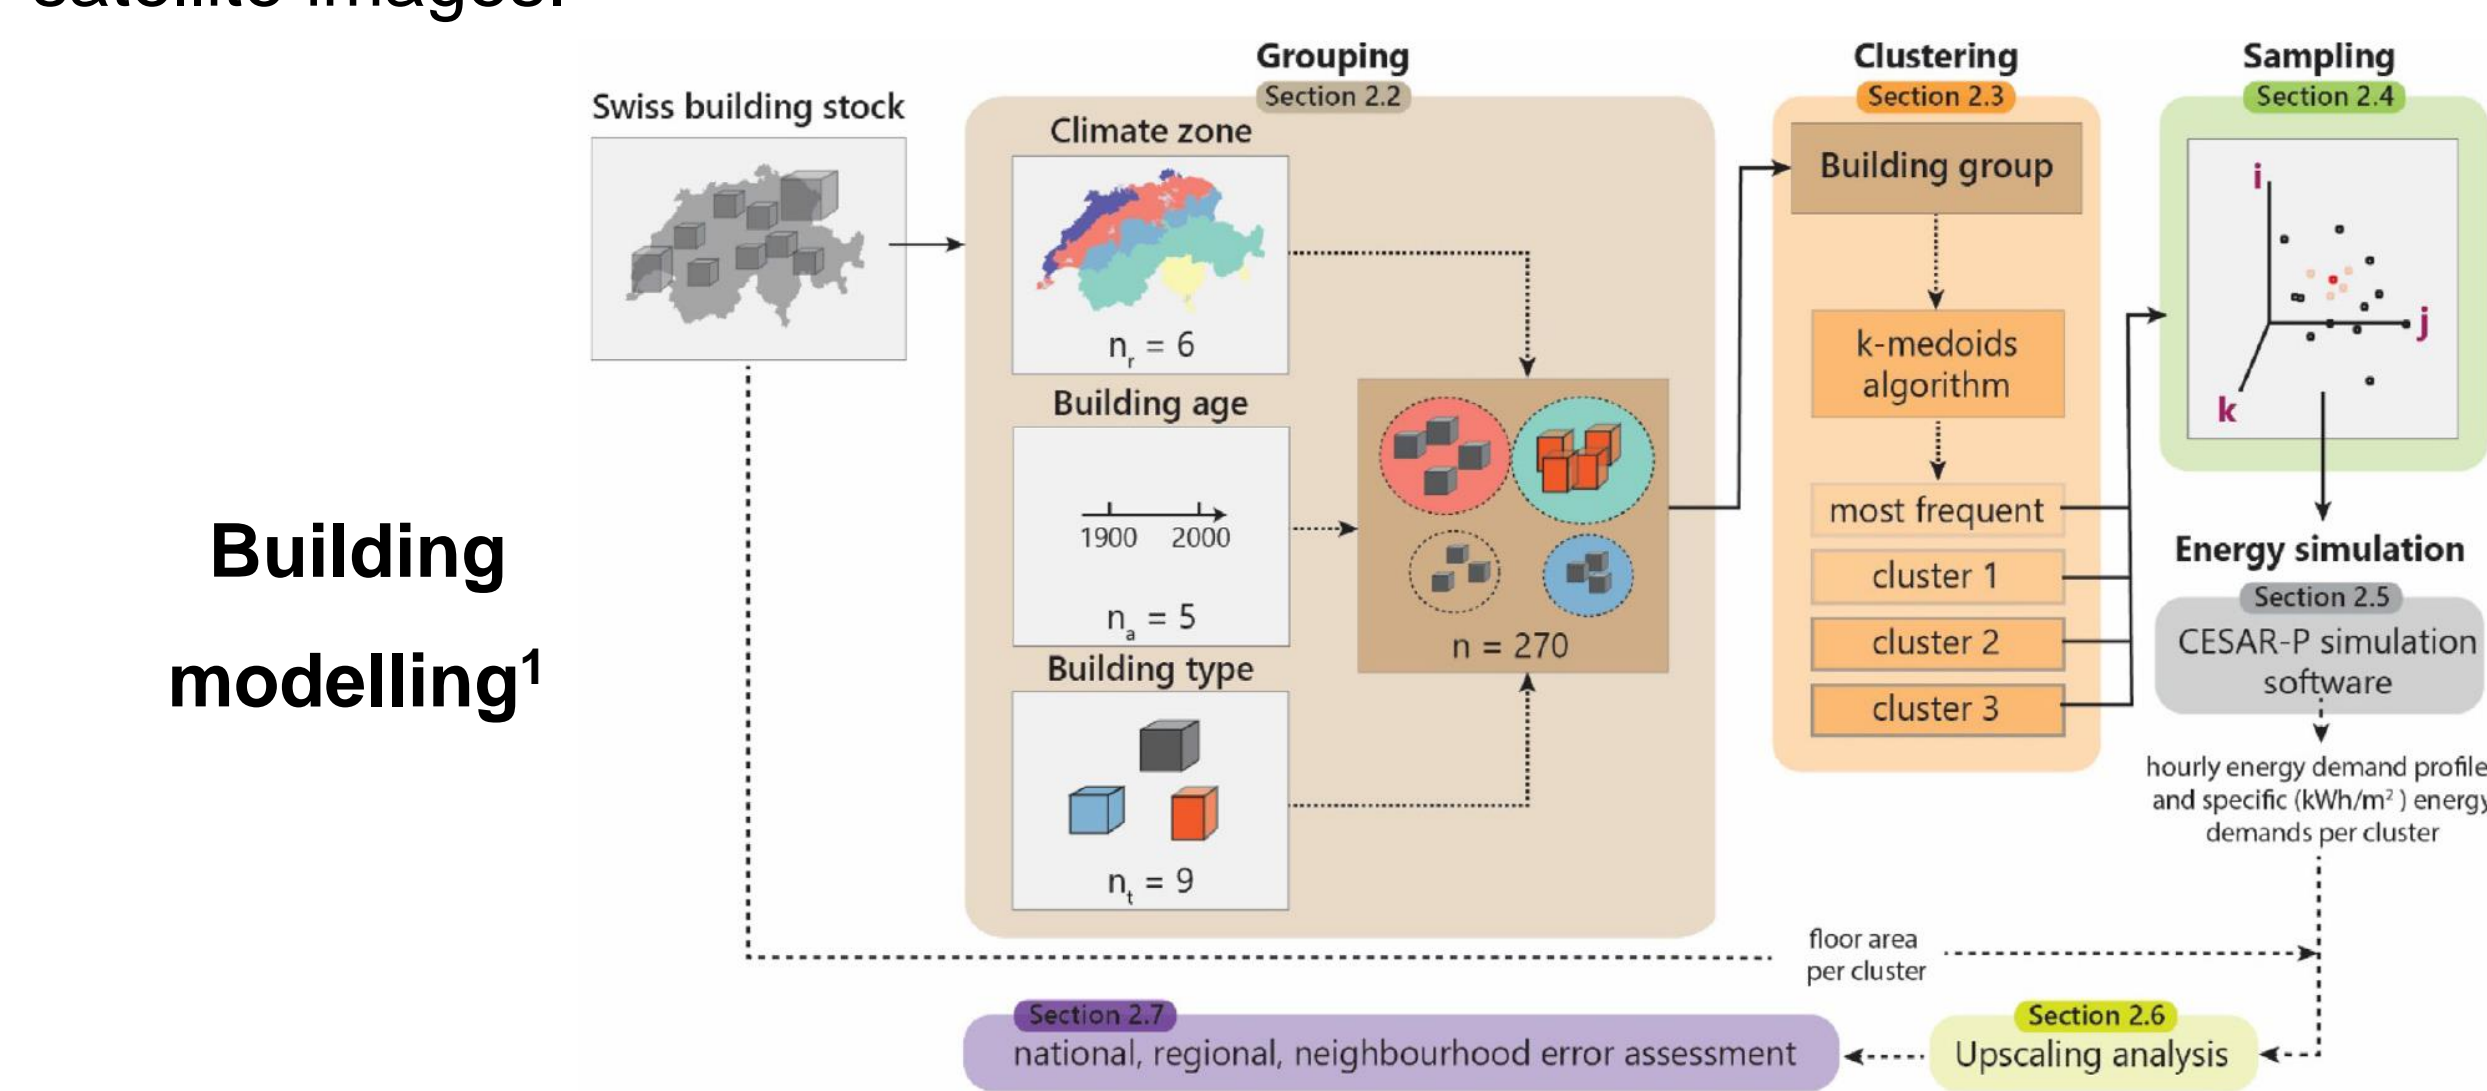 satellite images.
Building
modelling1
Swiss building stock
Grouping
Section 2.2
Climate zone
nr = 6
Building age
1900 2000
na = 5
Building type
nt = 9
n = 270
Clustering
Section 2.3
Building group
k-medoids
algorithm
most frequent
cluster 1
cluster 2
cluster 3
Sampling
Section 2.4
i
j
k
Energy simulation
Section 2.5
CESAR-P simulation
software
hourly energy demand profile
and specific (kWh/m²) energy
demands per cluster
floor area
per cluster
Section 2.6
Upscaling analysis
Section 2.7
national, regional, neighbourhood error assessment